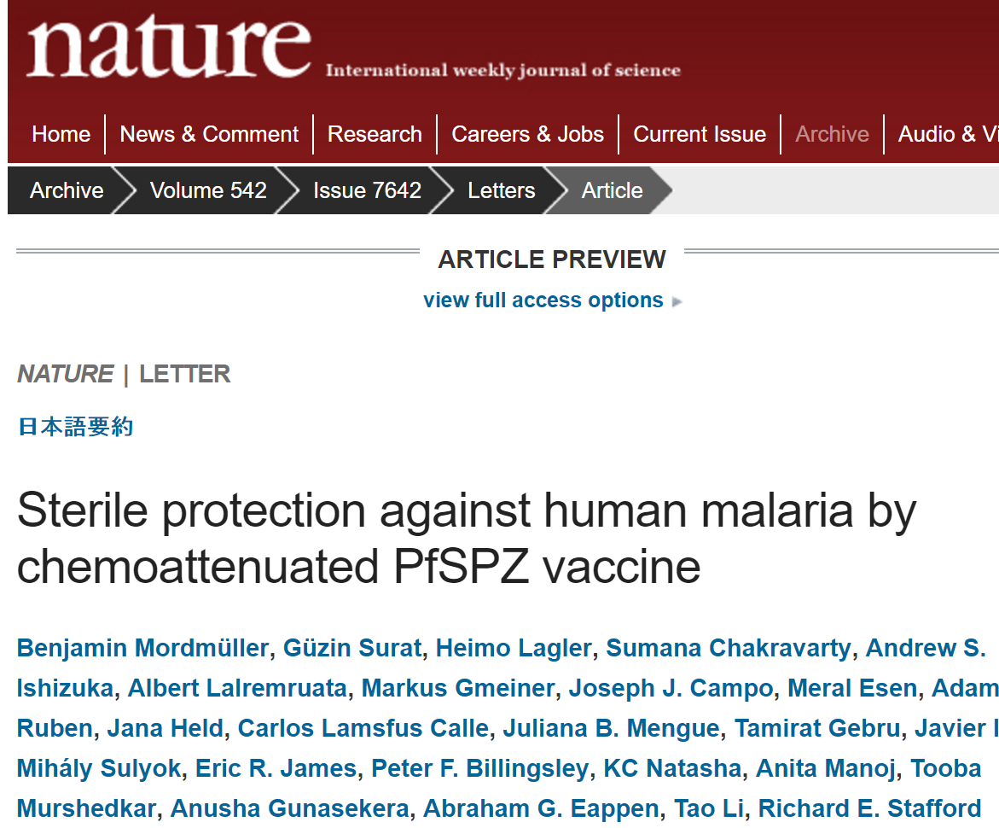 nature International weekly journal of science
Home News & Comment Research Careers & Jobs Current Issue Archive Audio &
Archive Volume 542 Issue 7642 Letters Article
ARTICLE PREVIEW
view full access options
NATURE | LETTER
日本語要約
Sterile protection against human malaria by
chemoattenuated PfSPZ vaccine
Benjamin Mordmüller, Güzin Surat, Heimo Lagler, Sumana Chakravarty, Andrew S.
Ishizuka, Albert Lalremruata, Markus Gmeiner, Joseph J. Campo, Meral Esen, Adam
Ruben, Jana Held, Carlos Lamsfus Calle, Juliana B. Mengue, Tamirat Gebru, Javier
Mihály Sulyok, Eric R. James, Peter F. Billingsley, KC Natasha, Anita Manoj, Tooba
Murshedkar, Anusha Gunasekera, Abraham G. Eappen, Tao Li, Richard E. Stafford